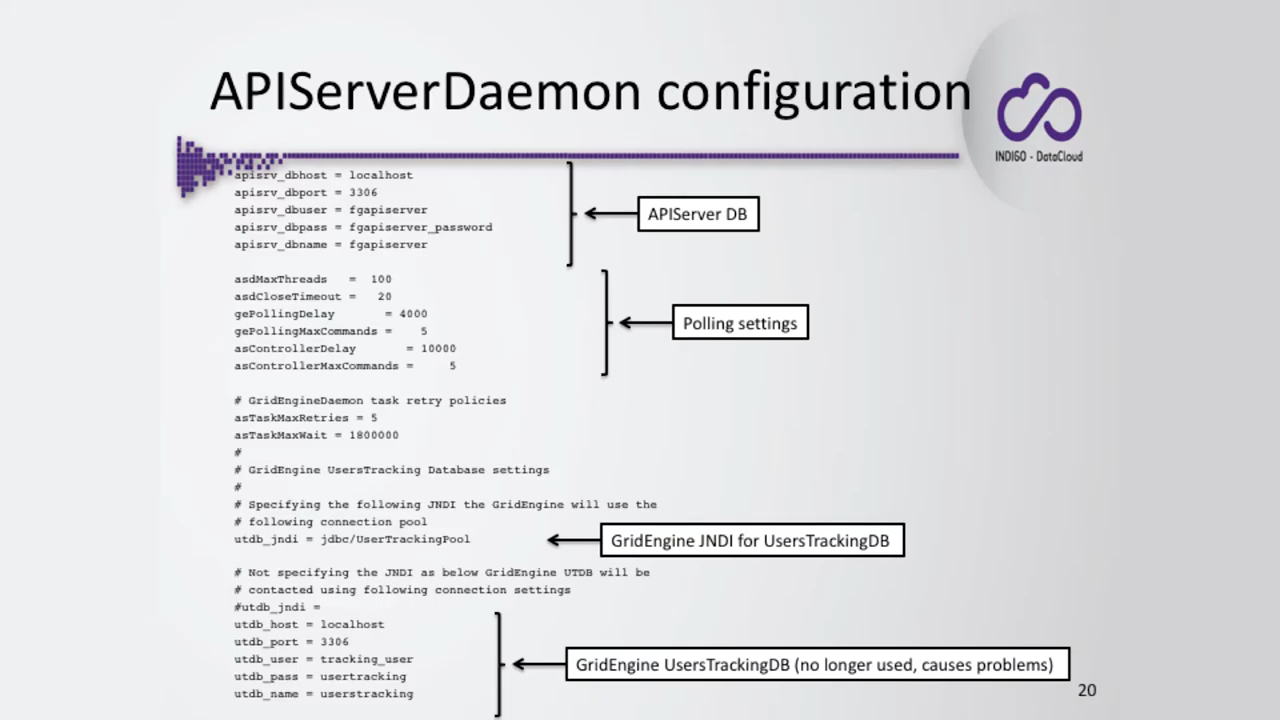 APIServerDaemon configuration
INDIGO - DataCloud
apisrv_dbhost = localhost
apisrv_dbport = 3306
apisrv_dbuser = fgapiserver
apisrv_dbpass = fgapiserver_password
apisrv_dbname = fgapiserver
APIServer DB
asdMaxThreads   =  100
asdCloseTimeout =   20
gePollingDelay       = 4000
gePollingMaxCommands =    5
asControllerDelay       = 10000
asControllerMaxCommands =     5
Polling settings
# GridEngineDaemon task retry policies
asTaskMaxRetries = 5
asTaskMaxWait = 1800000
#
# GridEngine UsersTracking Database settings
#
# Specifying the following JNDI the GridEngine will use the
# following connection pool
utdb_jndi = jdbc/UserTrackingPool
GridEngine JNDI for UsersTrackingDB
# Not specifying the JNDI as below GridEngine UTDB will be
# contacted using following connection settings
#utdb_jndi =
utdb_host = localhost
utdb_port = 3306
utdb_user = tracking_user
utdb_pass = usertracking
utdb_name = userstracking
GridEngine UsersTrackingDB (no longer used, causes problems)
20